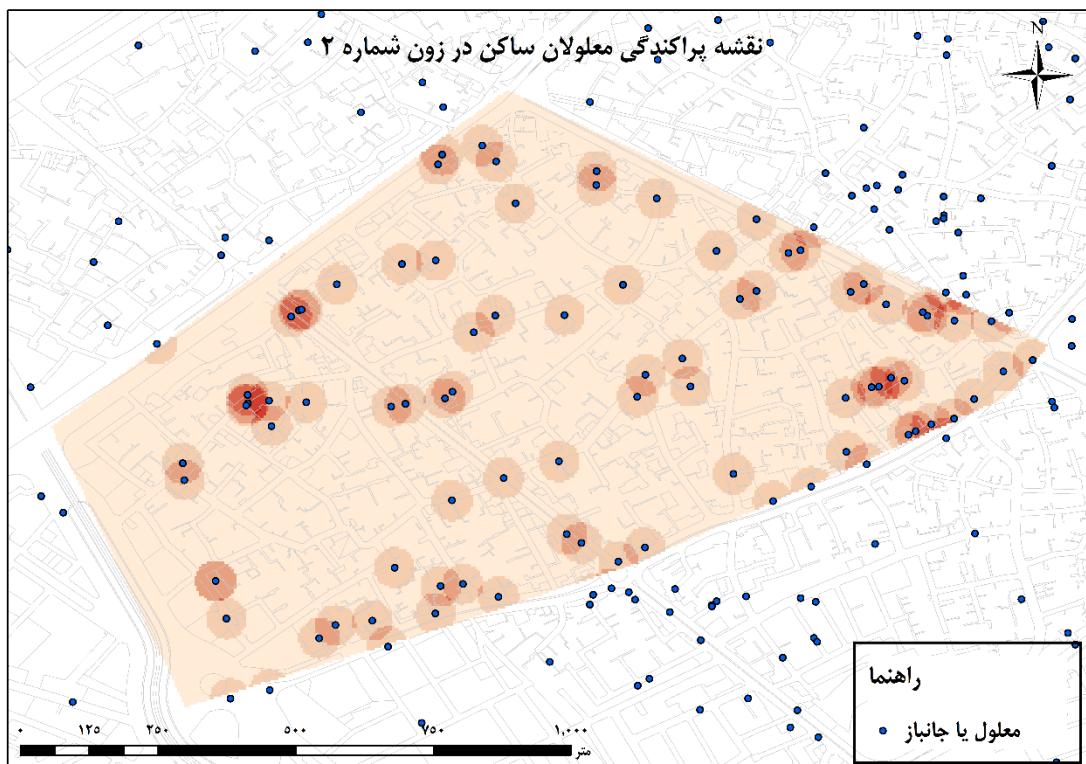 نقشه پراکندگی معلولان ساکن در زون شماره ۲
N
راهنما
معلول یا جانباز
۰ ۱۲۵ ۲۵۰ ۵۰۰ ۷۵۰ ۱,۰۰۰
متر